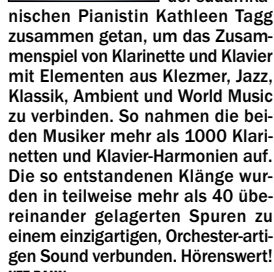 nischen Pianistin Kathleen Tagg
zusammen getan, um das Zusam-
menspiel von Klarinette und Klavier
mit Elementen aus Klezmer, Jazz,
Klassik, Ambient und World Music
zu verbinden. So nahmen die bei-
den Musiker mehr als 1000 Klari-
netten und Klavier-Harmonien auf.
Die so entstandenen Klänge wur-
den in teilweise mehr als 40 übe-
reinander gelagerten Spuren zu
einem einzigartigen, Orchester-arti-
gen Sound verbunden. Hörenswert!